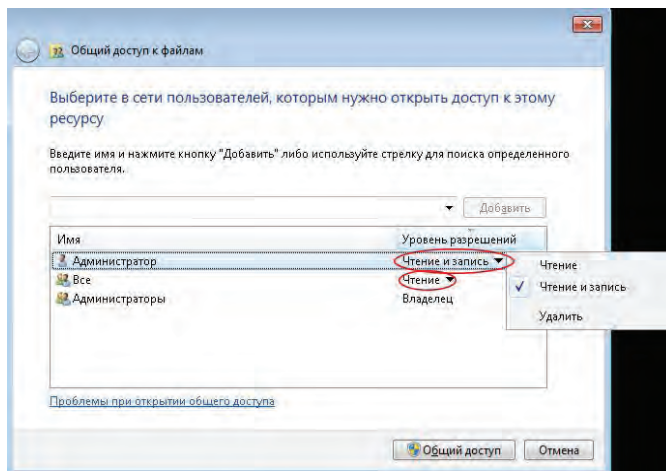 Общий доступ к файлам
Выберите в сети пользователей, которым нужно открыть доступ к этому
ресурсу
Введите имя и нажмите кнопку "Добавить" либо используйте стрелку для поиска определенного
пользователя.
Добавить
Имя Уровень разрешений
Администратор Чтение и запись
Все Чтение
Администраторы Владелец
Чтение
Чтение и запись
Удалить
Проблемы при открытии общего доступа
Общий доступ Отмена